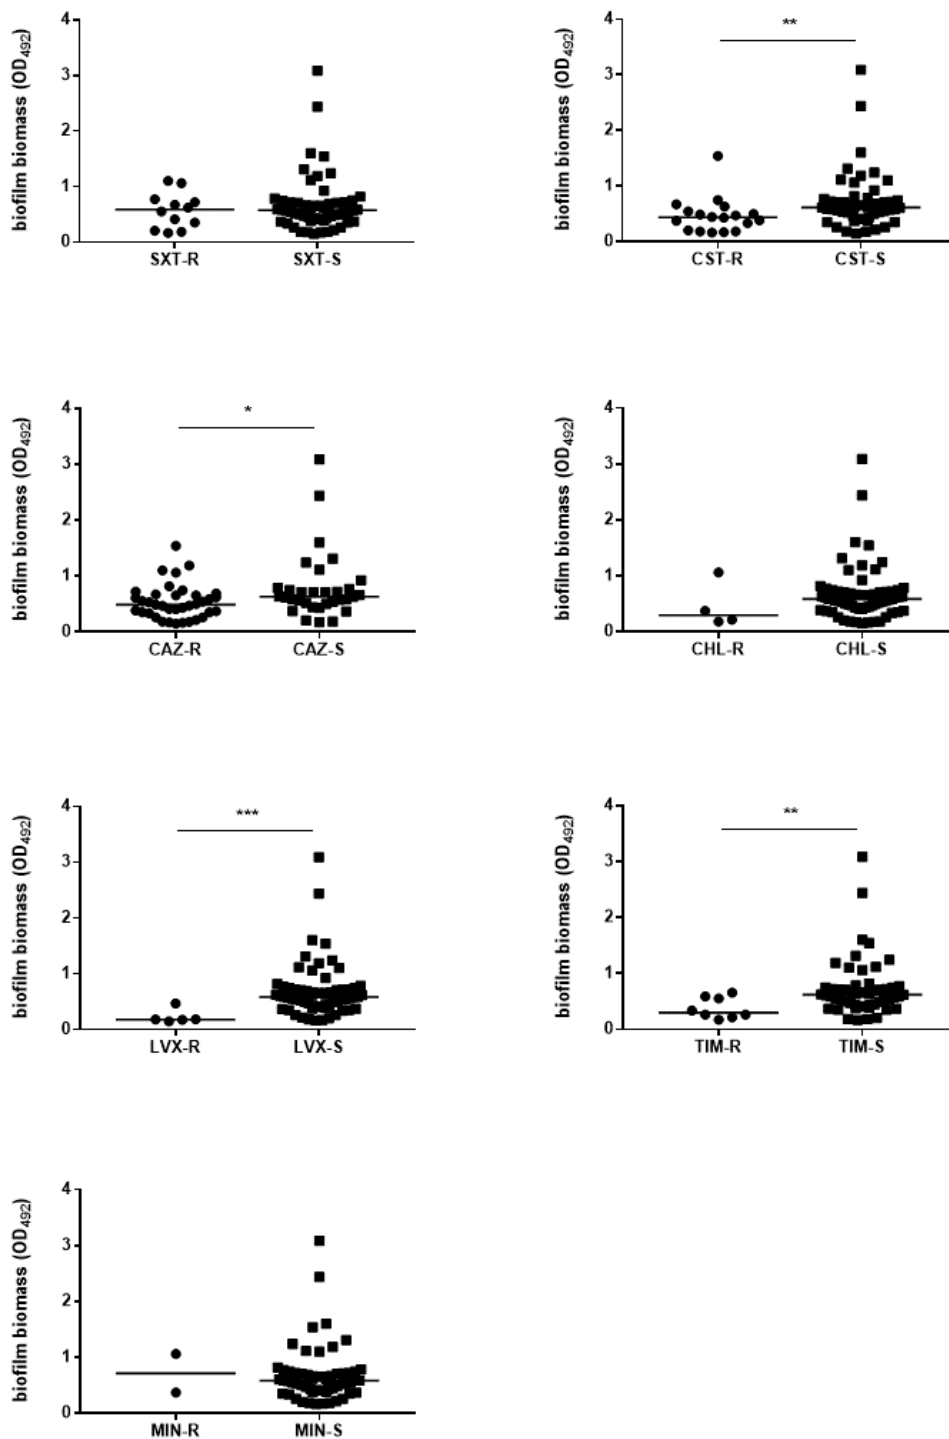 biofilm biomass (OD492)
4
3
2
1
0
SXT-R
SXT-S
biofilm biomass (OD492)
4
3
2
1
0
**
CST-R
CST-S
biofilm biomass (OD492)
4
3
2
1
0
*
CAZ-R
CAZ-S
biofilm biomass (OD492)
4
3
2
1
0
CHL-R
CHL-S
biofilm biomass (OD492)
4
3
2
1
0
***
LVX-R
LVX-S
biofilm biomass (OD492)
4
3
2
1
0
**
TIM-R
TIM-S
biofilm biomass (OD492)
4
3
2
1
0
MIN-R
MIN-S